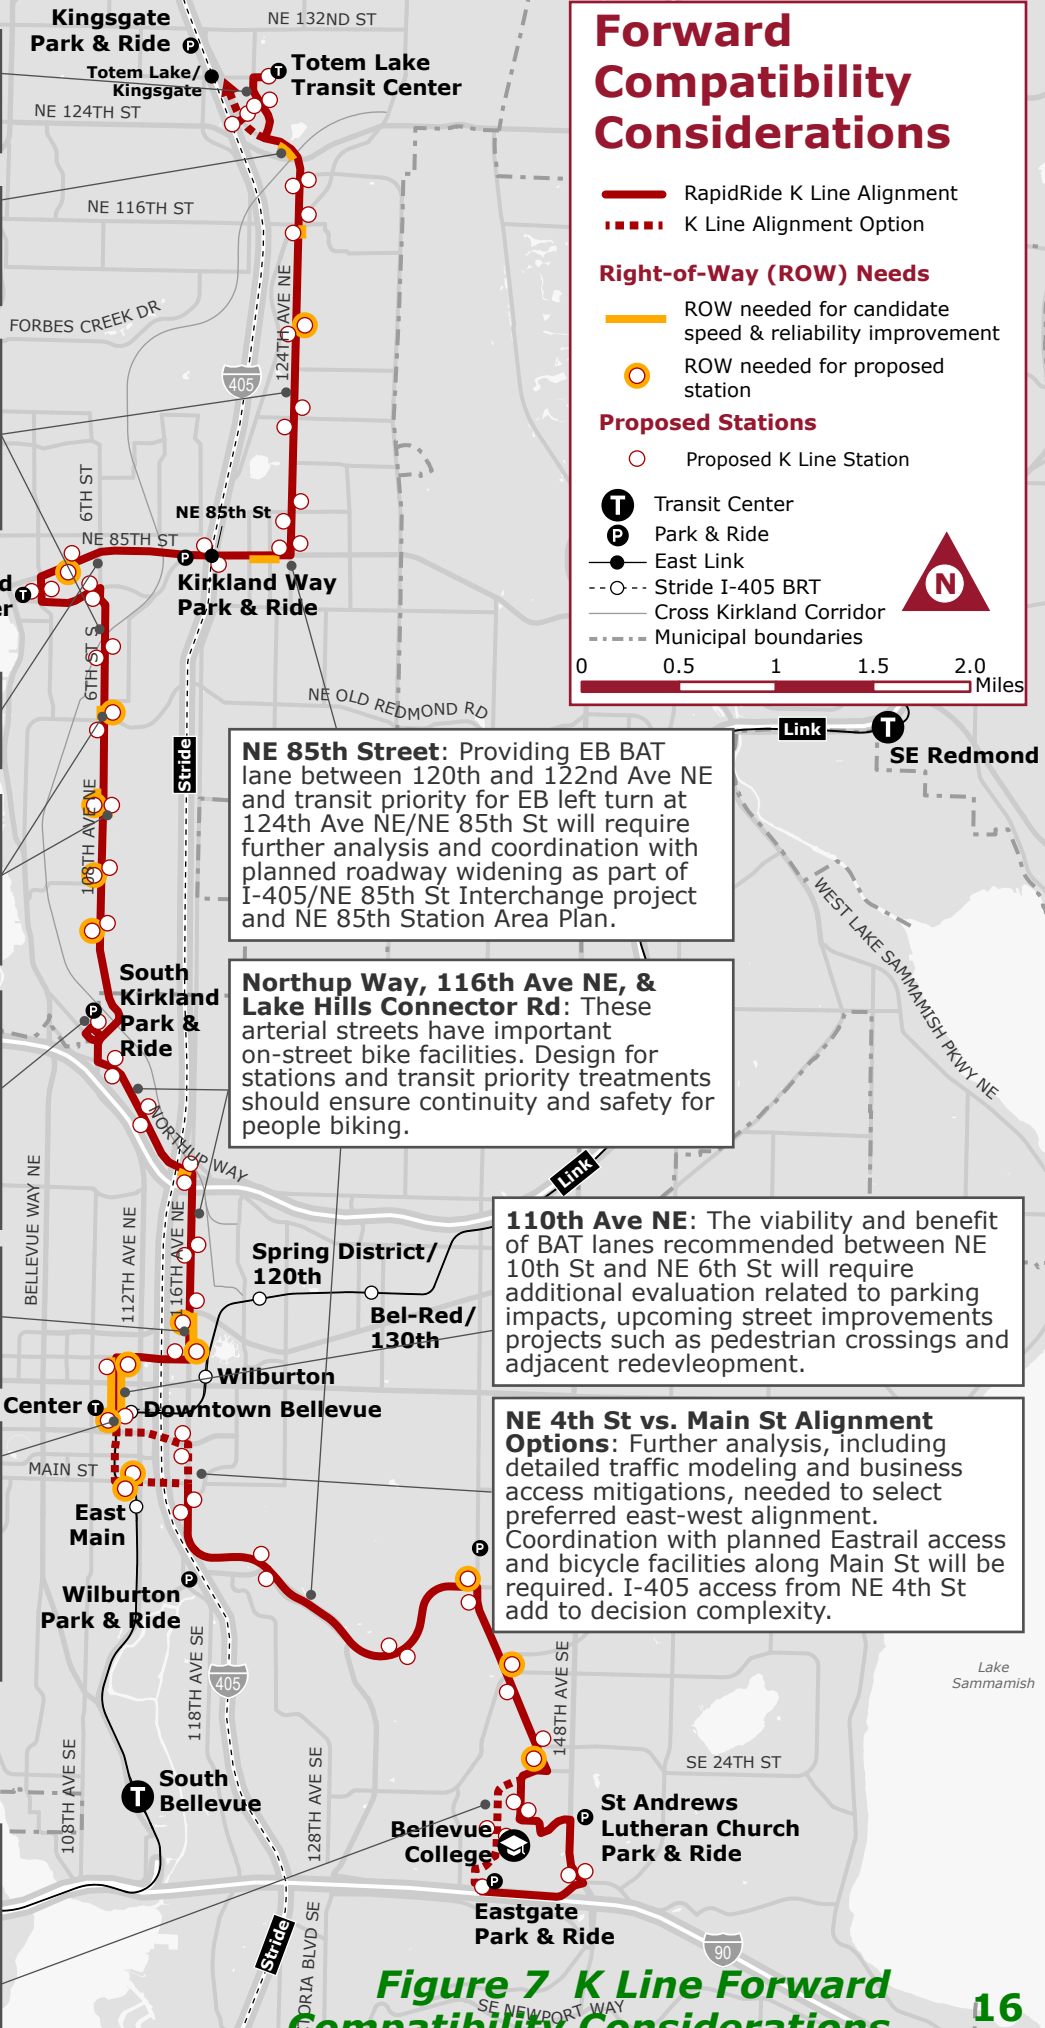 Kingsgate
Park & Ride
P
NE 132ND ST
Totem Lake/
Kingsgate
T
Totem Lake
Transit Center
NE 124TH ST
NE 116TH ST
FORBES CREEK DR
124TH AVE NE
405
6TH ST
NE 85th St
NE 85TH ST
P
Kirkland Way
Park & Ride
d
er
T
6TH ST S
NE OLD REDMOND RD
Forward
Compatibility
Considerations
RapidRide K Line Alignment
K Line Alignment Option
Right-of-Way (ROW) Needs
ROW needed for candidate
speed & reliability improvement
ROW needed for proposed
station
Proposed Stations
Proposed K Line Station
T Transit Center
P Park & Ride
East Link
Stride I-405 BRT
Cross Kirkland Corridor
Municipal boundaries
N
0 0.5 1 1.5 2.0
Miles
Link
T
SE Redmond
Stride
108TH AVE NE
NE 85th Street: Providing EB BAT
lane between 120th and 122nd Ave NE
and transit priority for EB left turn at
124th Ave NE/NE 85th St will require
further analysis and coordination with
planned roadway widening as part of
I-405/NE 85th St Interchange project
and NE 85th Station Area Plan.
WEST LAKE SAMMAMISH PKWY NE
South
Kirkland
Park &
Ride
P
Northup Way, 116th Ave NE, &
Lake Hills Connector Rd: These
arterial streets have important
on-street bike facilities. Design for
stations and transit priority treatments
should ensure continuity and safety for
people biking.
NORTHUP WAY
Link
BELLEVUE WAY NE
112TH AVE NE
116TH AVE NE
Spring District/
120th
Bel-Red/
130th
Wilburton
110th Ave NE: The viability and benefit
of BAT lanes recommended between NE
10th St and NE 6th St will require
additional evaluation related to parking
impacts, upcoming street improvements
projects such as pedestrian crossings and
adjacent redevleopment.
Center
T
Downtown Bellevue
MAIN ST
East
Main
NE 4th St vs. Main St Alignment
Options: Further analysis, including
detailed traffic modeling and business
access mitigations, needed to select
preferred east-west alignment.
Coordination with planned Eastrail access
and bicycle facilities along Main St will be
required. I-405 access from NE 4th St
add to decision complexity.
P
P
Wilburton
Park & Ride
118TH AVE SE
405
148TH AVE SE
Lake
Sammamish
108TH AVE SE
T
South
Bellevue
128TH AVE SE
SE 24TH ST
Bellevue
College
P
St Andrews
Lutheran Church
Park & Ride
P
Eastgate
Park & Ride
Stride
TORIA BLVD SE
90
SE NEWPORT WAY
Figure 7 K Line Forward
Compatibility Considerations
16